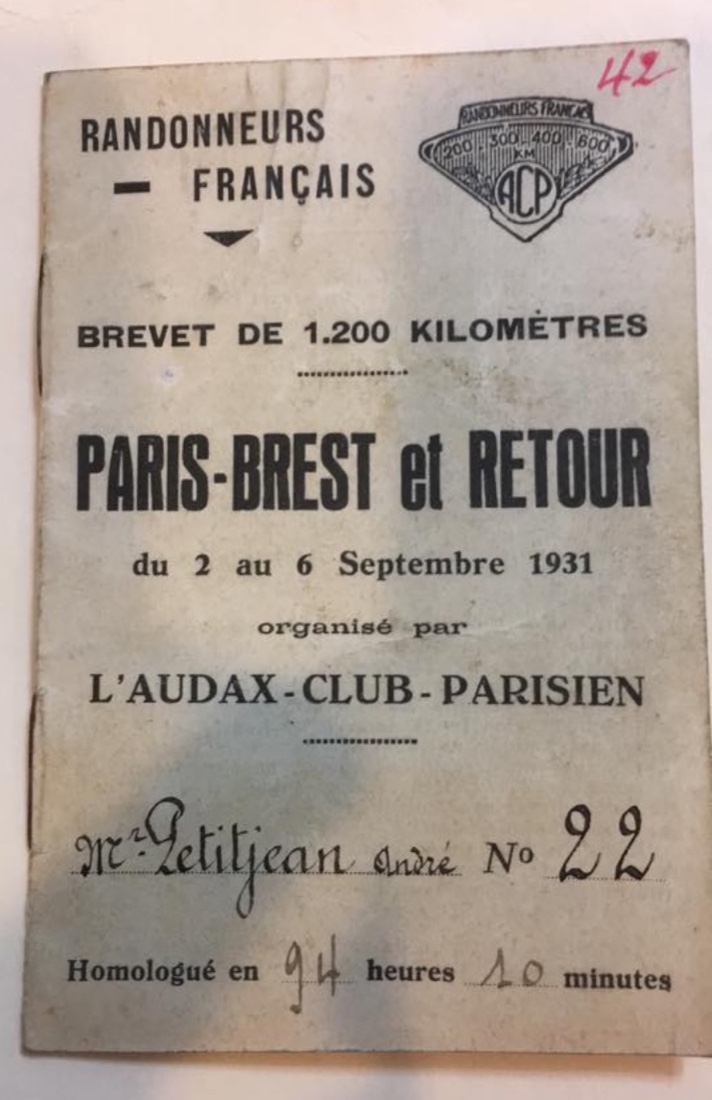 42
RANDONNEURS
- FRANÇAIS
RANDONNEURS FRANÇAIS
200 - 300 - 400 - 600
KM
ACP
BREVET DE 1.200 KILOMÈTRES
PARIS-BREST et RETOUR
du 2 au 6 Septembre 1931
organisé par
L'AUDAX-CLUB-PARISIEN
Mr. Petitjean André No 22
Homologué en 94 heures 10 minutes